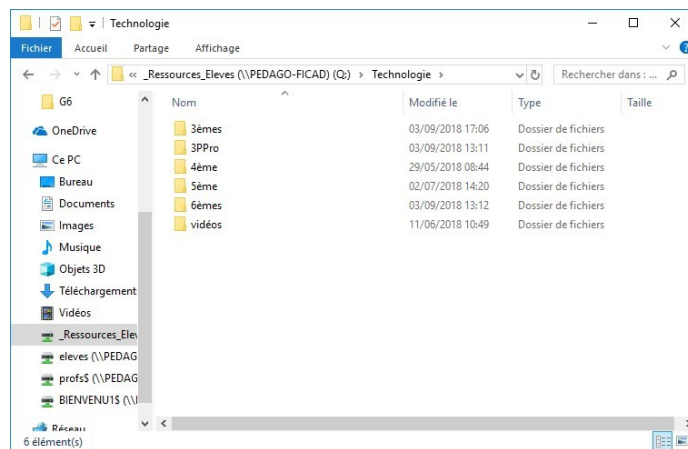 Technologie
Fichier Accueil Partage Affichage
« _Ressources_Eleves (\\PEDAGO-FICAD) (Q:) > Technologie > Rechercher dans : ...
G6
OneDrive
Ce PC
Bureau
Documents
Images
Musique
Objets 3D
Téléchargement
Vidéos
_Ressources_Elev
eleves (\\PEDAG
profs$ (\\PEDAG
BIENVENU1$ (\\
Réseau
Nom Modifié le Type Taille
3èmes 03/09/2018 17:06 Dossier de fichiers
3PPro 03/09/2018 13:11 Dossier de fichiers
4ème 29/05/2018 08:44 Dossier de fichiers
5ème 02/07/2018 14:20 Dossier de fichiers
6èmes 03/09/2018 13:12 Dossier de fichiers
vidéos 11/06/2018 10:49 Dossier de fichiers
6 élément(s)